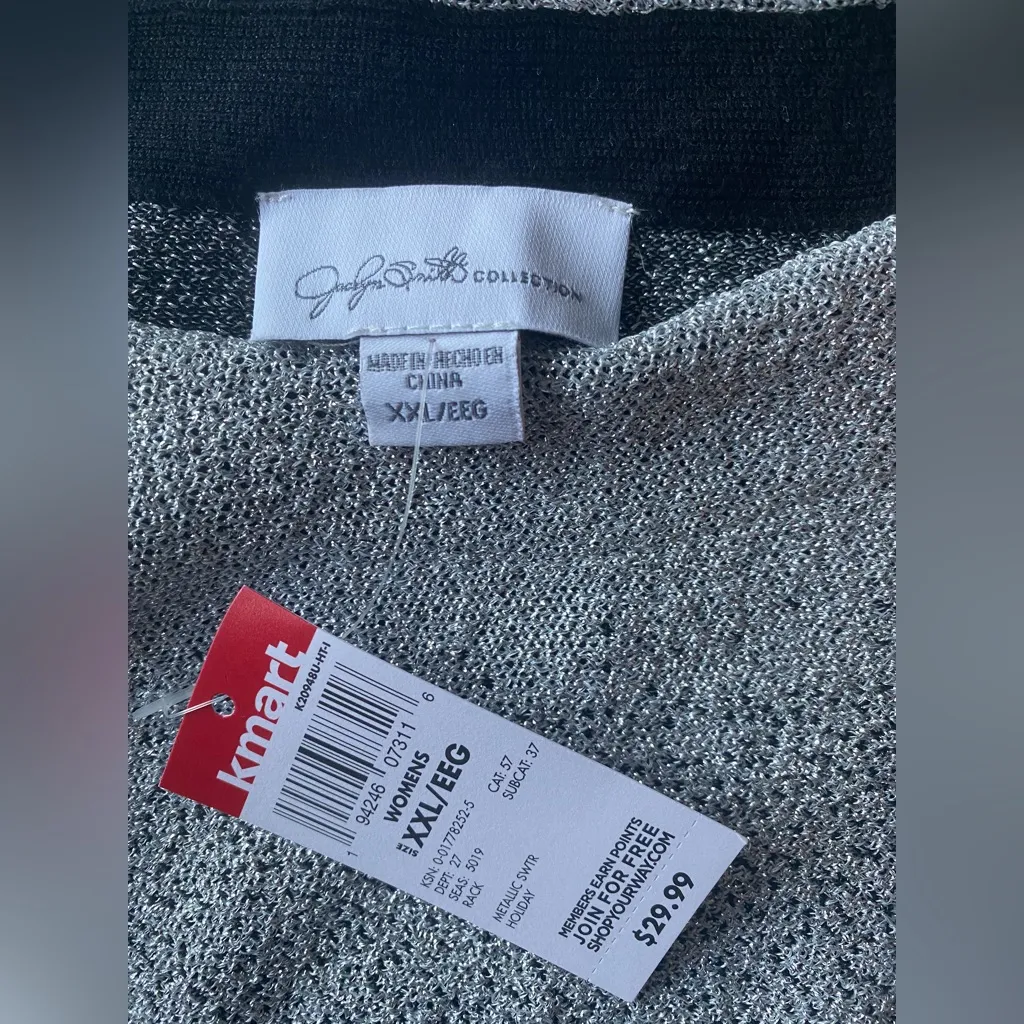 Jaclyn Smith COLLECTION
MADE IN HECHO EN
CHINA
XXL/EEG
kmart
K20948U-HT-I
1 94246 07311 6
WOMENS
SIZE XXL/EEG
KSN: 0-01778252-5
DEPT: 27
SEAS: 5019
RACK
CAT: 57
SUBCAT: 37
METALLIC SWTR
HOLIDAY
MEMBERS EARN POINTS
JOIN FOR FREE
SHOPYOURWAY.COM
$29.99